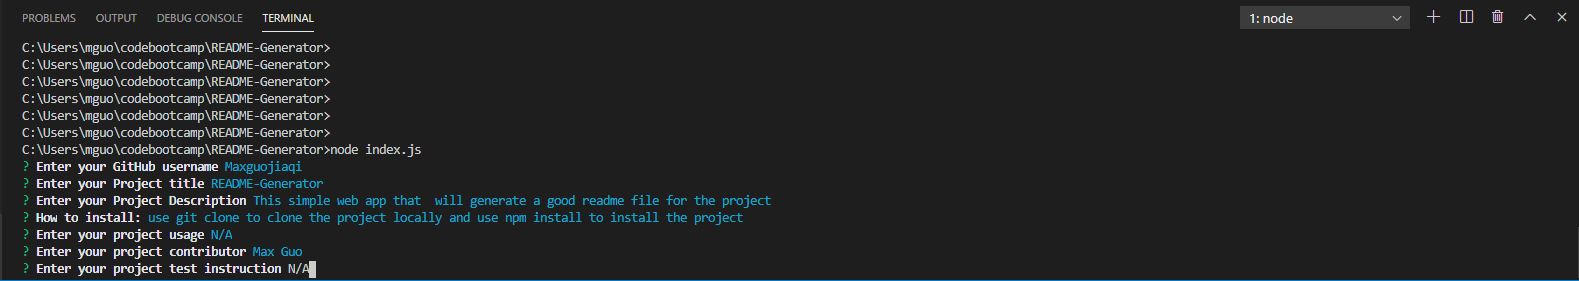 PROBLEMS OUTPUT DEBUG CONSOLE TERMINAL 1: node
C:\Users\mguo\codebootcamp\README-Generator>
C:\Users\mguo\codebootcamp\README-Generator>
C:\Users\mguo\codebootcamp\README-Generator>
C:\Users\mguo\codebootcamp\README-Generator>
C:\Users\mguo\codebootcamp\README-Generator>
C:\Users\mguo\codebootcamp\README-Generator>
C:\Users\mguo\codebootcamp\README-Generator>node index.js
? Enter your GitHub username Maxguojiaqi
? Enter your Project title README-Generator
? Enter your Project Description This simple web app that  will generate a good readme file for the project
? How to install: use git clone to clone the project locally and use npm install to install the project
? Enter your project usage N/A
? Enter your project contributor Max Guo
? Enter your project test instruction N/A